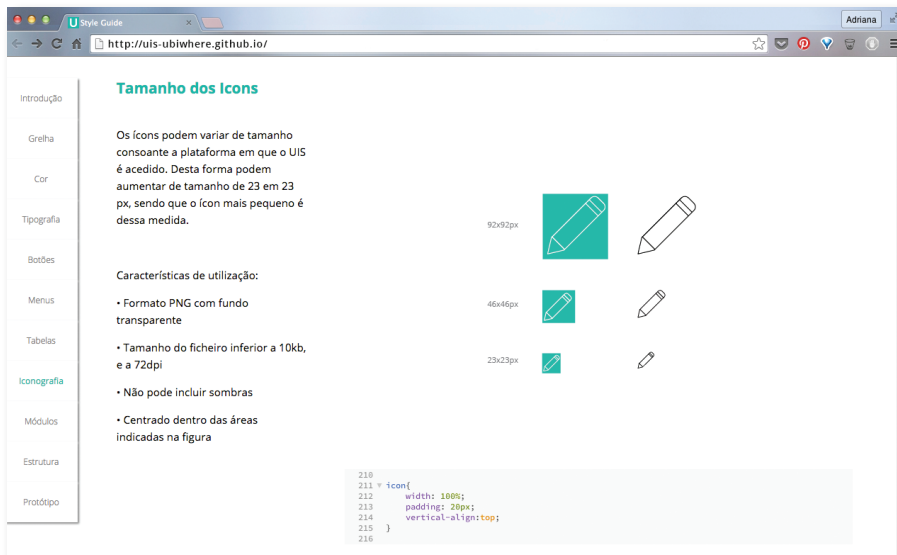 Style Guide
Adriana
http://uis-ubiwhere.github.io/
Introdução
Grelha
Cor
Tipografia
Botões
Menus
Tabelas
Iconografia
Módulos
Estrutura
Protótipo
Tamanho dos Icons
Os ícons podem variar de tamanho
consoante a plataforma em que o UIS
é acedido. Desta forma podem
aumentar de tamanho de 23 em 23
px, sendo que o ícon mais pequeno é
dessa medida.
Características de utilização:
• Formato PNG com fundo
transparente
• Tamanho do ficheiro inferior a 10kb,
e a 72dpi
• Não pode incluir sombras
• Centrado dentro das áreas
indicadas na figura
92x92px
46x46px
23x23px
210
211 icon{
212 width: 100%;
213 padding: 20px;
214 vertical-align:top;
215 }
216